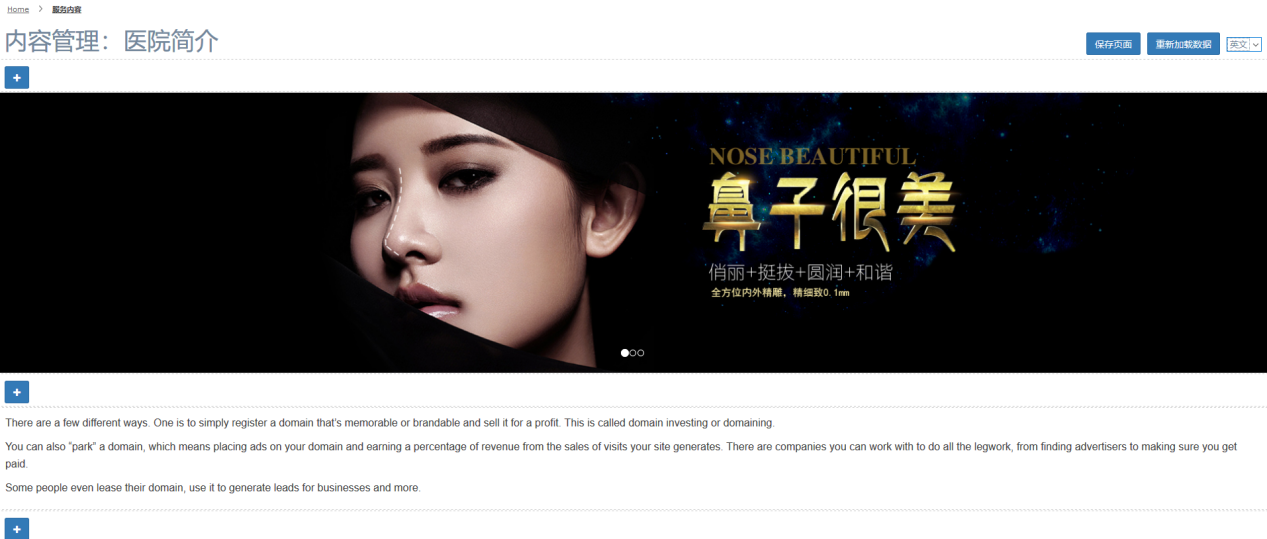 Home > 服务内容
内容管理：医院简介
保存页面 重新加载数据 英文
+
NOSE BEAUTIFUL
鼻子很美
俏丽+挺拔+圆润+和谐
全方位内外精雕，精细致0.1mm
+
There are a few different ways. One is to simply register a domain that's memorable or brandable and sell it for a profit. This is called domain investing or domaining.
You can also "park" a domain, which means placing ads on your domain and earning a percentage of revenue from the sales of visits your site generates. There are companies you can work with to do all the legwork, from finding advertisers to making sure you get
paid.
Some people even lease their domain, use it to generate leads for businesses and more.
+